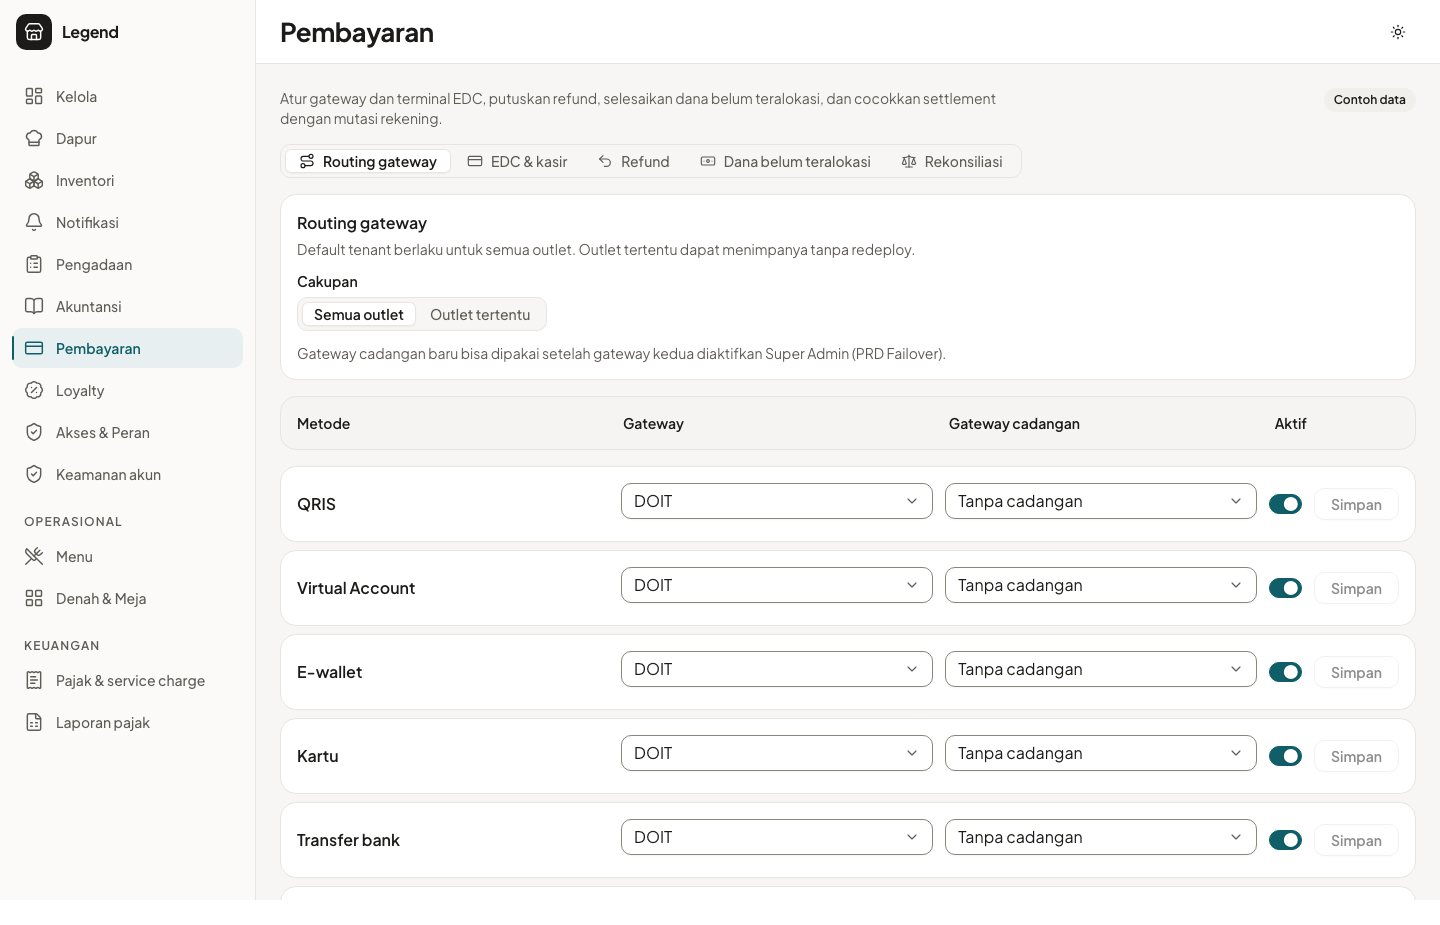 Legend
Kelola
Dapur
Inventori
Notifikasi
Pengadaan
Akuntansi
Pembayaran
Loyalty
Akses & Peran
Keamanan akun
OPERASIONAL
Menu
Denah & Meja
KEUANGAN
Pajak & service charge
Laporan pajak
Pembayaran
Atur gateway dan terminal EDC, putuskan refund, selesaikan dana belum teralokasi, dan cocokkan settlement
dengan mutasi rekening.
Contoh data
Routing gateway EDC & kasir Refund Dana belum teralokasi Rekonsiliasi
Routing gateway
Default tenant berlaku untuk semua outlet. Outlet tertentu dapat menimpanya tanpa redeploy.
Cakupan
Semua outlet Outlet tertentu
Gateway cadangan baru bisa dipakai setelah gateway kedua diaktifkan Super Admin (PRD Failover).
Metode Gateway Gateway cadangan Aktif
QRIS DOIT Tanpa cadangan Simpan
Virtual Account DOIT Tanpa cadangan Simpan
E-wallet DOIT Tanpa cadangan Simpan
Kartu DOIT Tanpa cadangan Simpan
Transfer bank DOIT Tanpa cadangan Simpan